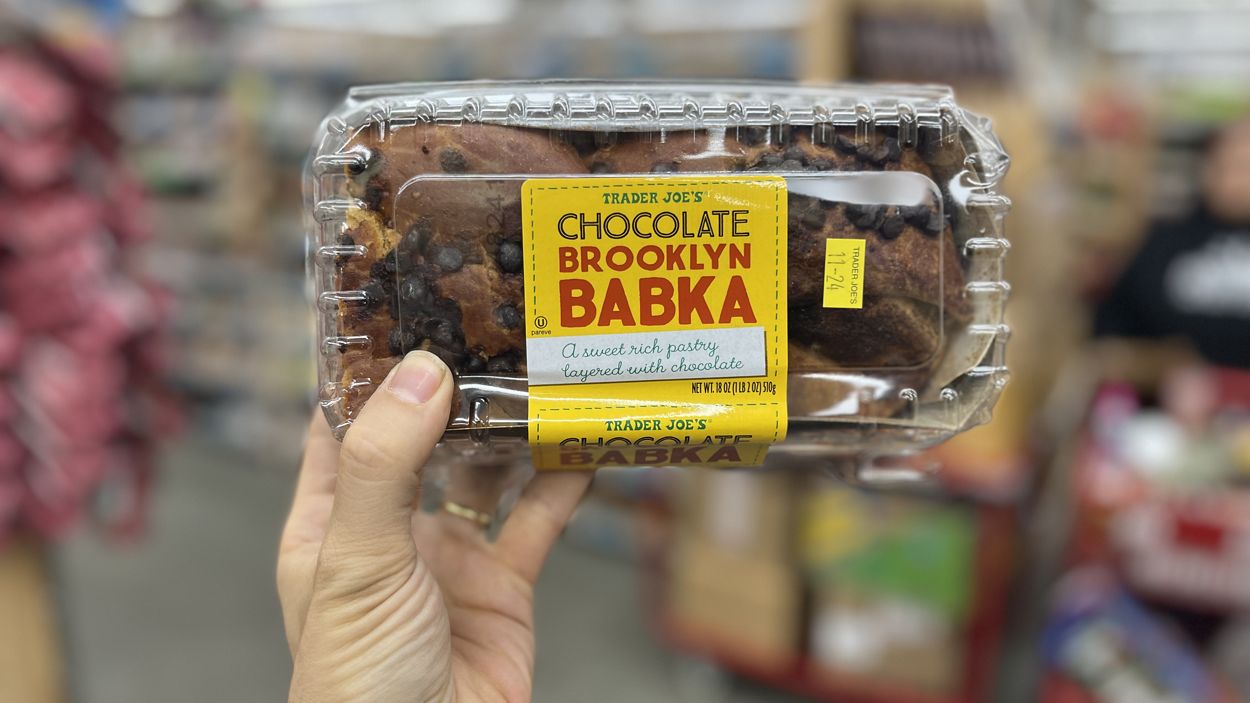 TRADER JOE'S
CHOCOLATE
BROOKLYN
BABKA
U
pareve
A sweet rich pastry
layered with chocolate
NET WT. 18 OZ (1 LB 2 OZ) 510g
TRADER JOE'S
CHOCOLATE
BABKA
TRADER JOE'S
11-24